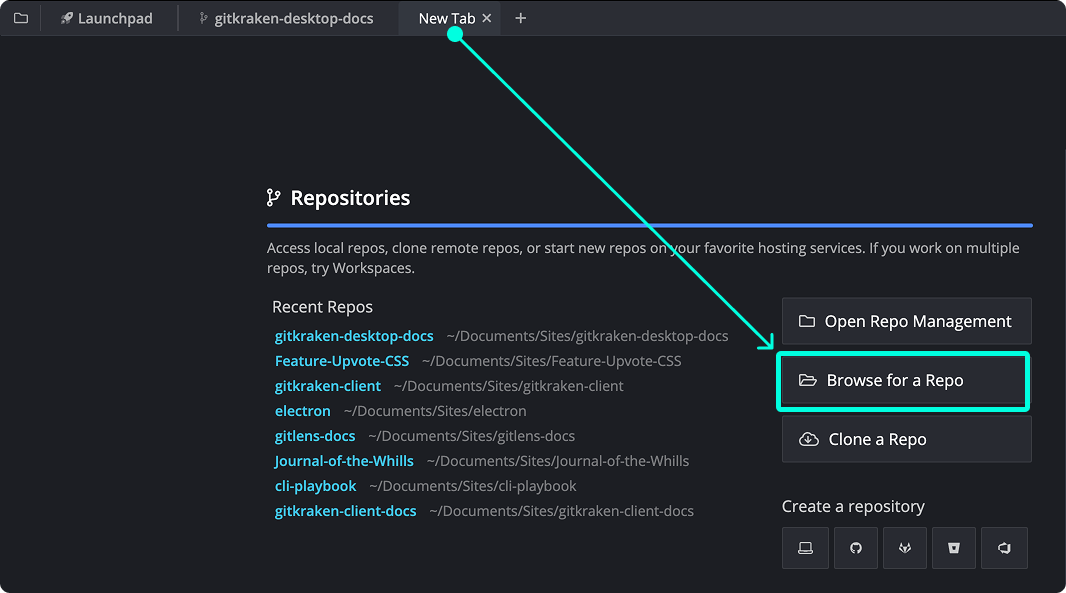 Launchpad
gitkraken-desktop-docs
New Tab
Repositories
Access local repos, clone remote repos, or start new repos on your favorite hosting services. If you work on multiple
repos, try Workspaces.
Recent Repos
gitkraken-desktop-docs ~/Documents/Sites/gitkraken-desktop-docs
Feature-Upvote-CSS ~/Documents/Sites/Feature-Upvote-CSS
gitkraken-client ~/Documents/Sites/gitkraken-client
electron ~/Documents/Sites/electron
gitlens-docs ~/Documents/Sites/gitlens-docs
Journal-of-the-Whills ~/Documents/Sites/Journal-of-the-Whills
cli-playbook ~/Documents/Sites/cli-playbook
gitkraken-client-docs ~/Documents/Sites/gitkraken-client-docs
Open Repo Management
Browse for a Repo
Clone a Repo
Create a repository